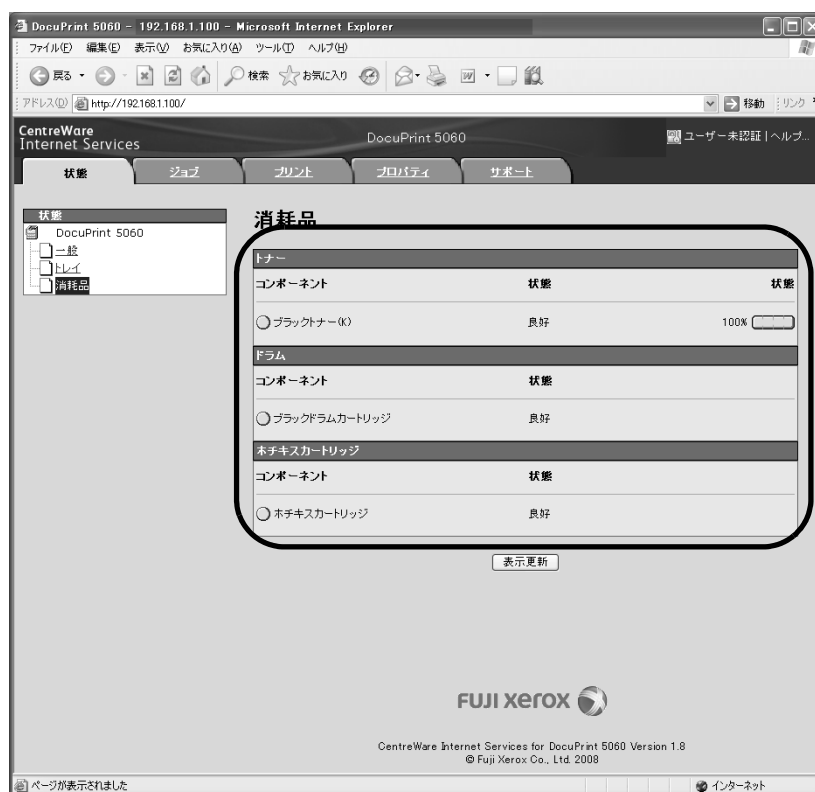 DocuPrint 5060 - 192.168.1.100 - Microsoft Internet Explorer
ファイル(F) 編集(E) 表示(V) お気に入り(A) ツール(T) ヘルプ(H)
戻る 検索 お気に入り
アドレス(D) http://192.168.1.100/ 移動 リンク
CentreWare
Internet Services
DocuPrint 5060
ユーザー未認証 | ヘルプ...
状態 ジョブ プリント プロパティ サポート
状態
DocuPrint 5060
一般
トレイ
消耗品
消耗品
トナー
コンポーネント 状態 状態
ブラックトナー(K) 良好 100%
ドラム
コンポーネント 状態
ブラックドラムカートリッジ 良好
ホチキスカートリッジ
コンポーネント 状態
ホチキスカートリッジ 良好
表示更新
FUJI xerox
CentreWare Internet Services for DocuPrint 5060 Version 1.8
© Fuji Xerox Co., Ltd. 2008
ページが表示されました インターネット